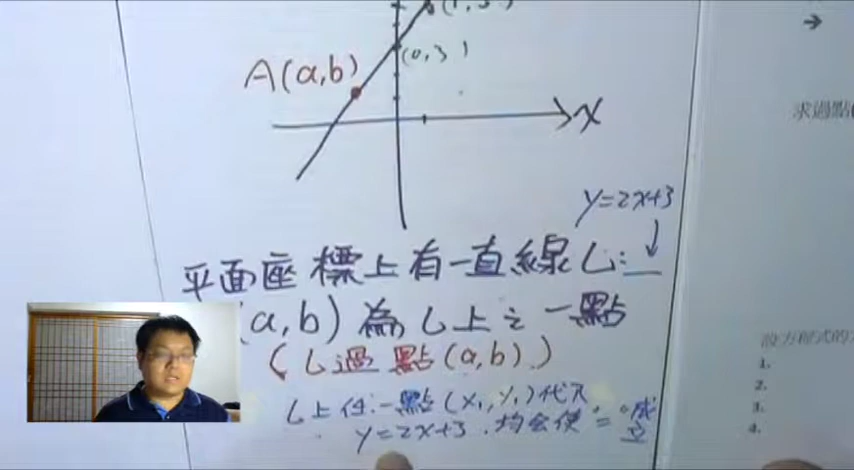 (0,3)
A(a,b)
X
y=2x+3
平面座標上有一直線L:
(a,b)為L上之一點
(L過點(a,b))
L上任一點(x₁,y₁)代入
y=2x+3.均會使"="成立
求過點
設方程式的
1.
2.
3.
4.